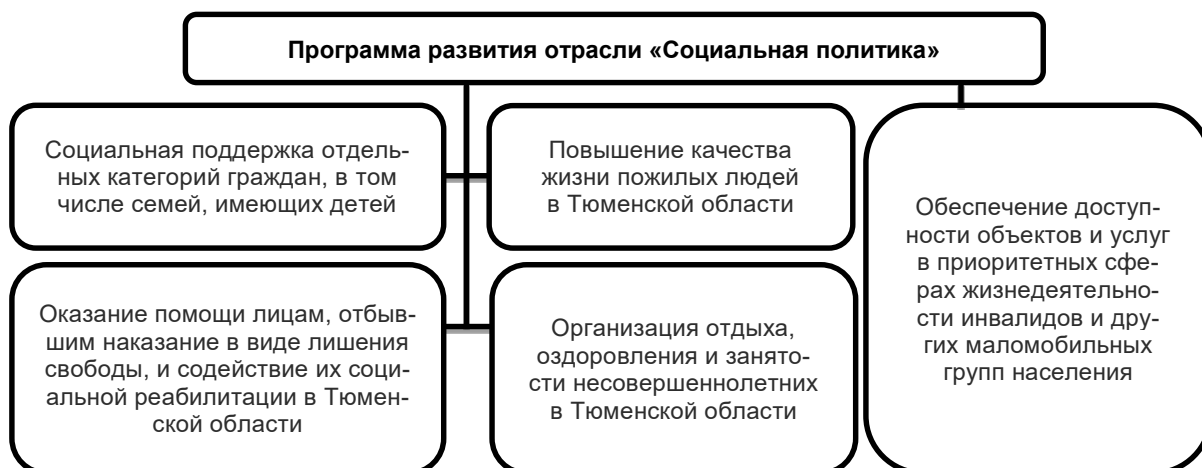 Программа развития отрасли «Социальная политика»
Социальная поддержка отдель-
ных категорий граждан, в том
числе семей, имеющих детей
Повышение качества
жизни пожилых людей
в Тюменской области
Обеспечение доступ-
ности объектов и услуг
в приоритетных сфе-
рах жизнедеятельно-
сти инвалидов и дру-
гих маломобильных
групп населения
Оказание помощи лицам, отбыв-
шим наказание в виде лишения
свободы, и содействие их соци-
альной реабилитации в Тюмен-
ской области
Организация отдыха,
оздоровления и занято-
сти несовершеннолетних
в Тюменской области